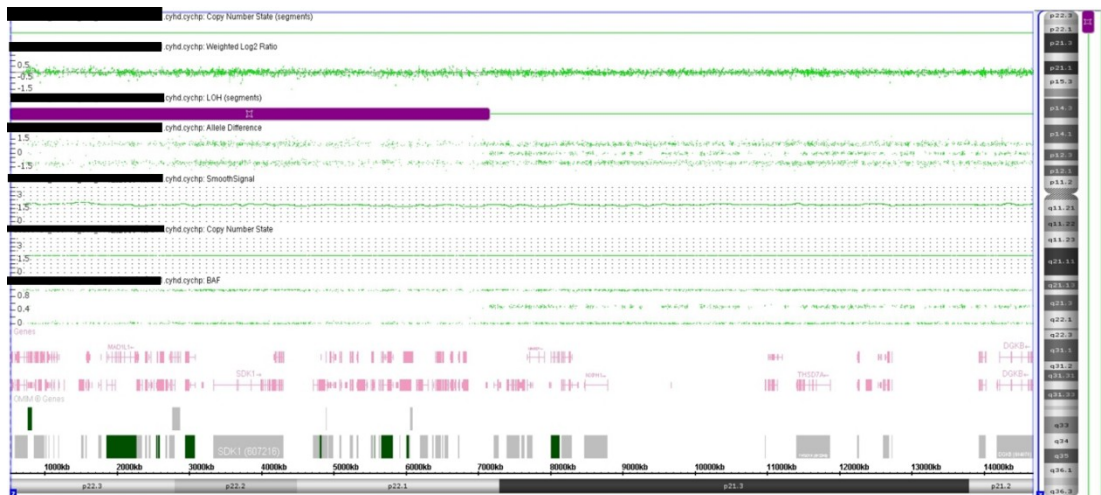 .cyhd.cychp: Copy Number State (segments)
.cyhd.cychp: Weighted Log2 Ratio
0.5
-0.5
-1.5
.cyhd.cychp: LOH (segments)
.cyhd.cychp: Allele Difference
1.5
0
-1.5
.cyhd.cychp: SmoothSignal
3
1.5
0
.cyhd.cychp: Copy Number State
3
1.5
0
.cyhd.cychp: BAF
0.8
0.4
0
Genes
MAD1L1
DGKB
SDK1
THSD7A
DGKB
OMIM ® Genes
SDK1 (607216)
1000kb 2000kb 3000kb 4000kb 5000kb 6000kb 7000kb 8000kb 9000kb 10000kb 11000kb 12000kb 13000kb 14000kb
p22.3 p22.2 p22.1 p21.3 p21.2
p22.3
p22.1
p21.3
p21.1
p15.3
p14.3
p14.1
p12.3
p12.1
p11.2
q11.21
q11.22
q11.23
q21.11
q21.13
q21.3
q22.1
q22.3
q31.1
q31.2
q31.31
q31.33
q33
q34
q35
q36.1
q36.3